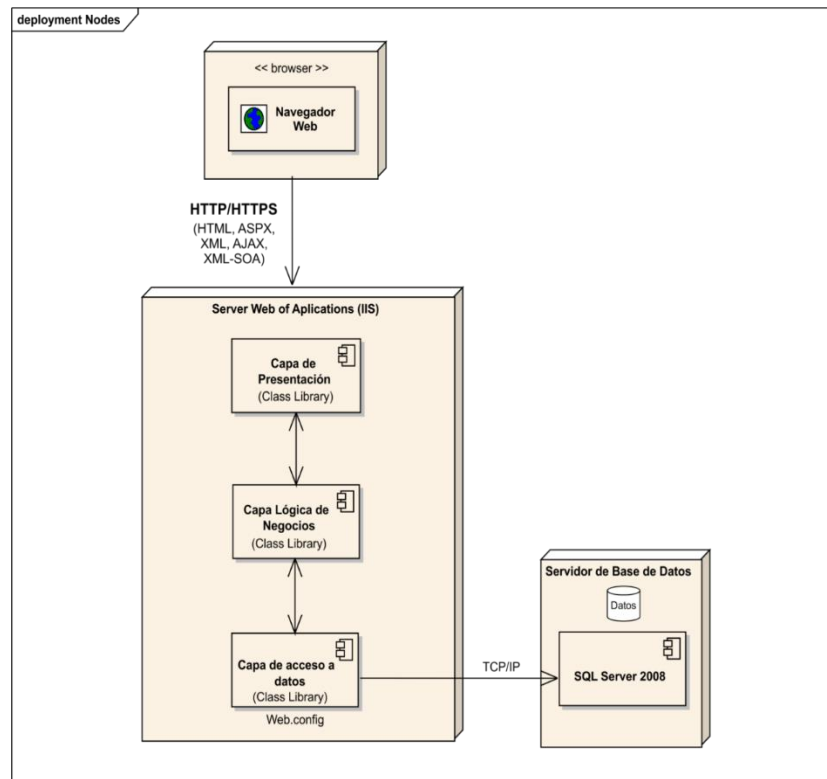 deployment Nodes
<< browser >>
Navegador
Web
HTTP/HTTPS
(HTML, ASPX,
XML, AJAX,
XML-SOA)
Server Web of Aplications (IIS)
Capa de
Presentación
(Class Library)
Capa Lógica de
Negocios
(Class Library)
Capa de acceso a
datos
(Class Library)
Web.config
TCP/IP
Servidor de Base de Datos
Datos
SQL Server 2008